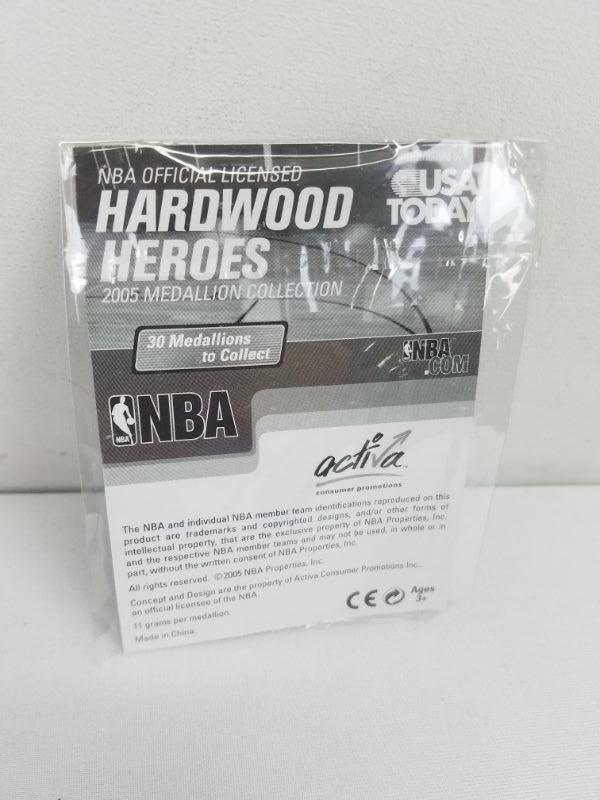 NBA OFFICIAL LICENSED
HARDWOOD
HEROES
2005 MEDALLION COLLECTION
USA
TODAY
30 Medallions
to Collect
NBA
.COM
NBA
NBA
activa
consumer promotions
The NBA and individual NBA member team identifications reproduced on this
product are trademarks and copyrighted designs, and/or other forms of
intellectual property, that are the exclusive property of NBA Properties, Inc.
and the respective NBA member teams and may not be used, in whole or in
part, without the written consent of NBA Properties, Inc.
All rights reserved. ©2005 NBA Properties, Inc.
Concept and Design are the property of Activa Consumer Promotions Inc.,
an official licensee of the NBA.
11 grams per medallion.
Made in China.
CE
Ages
3+